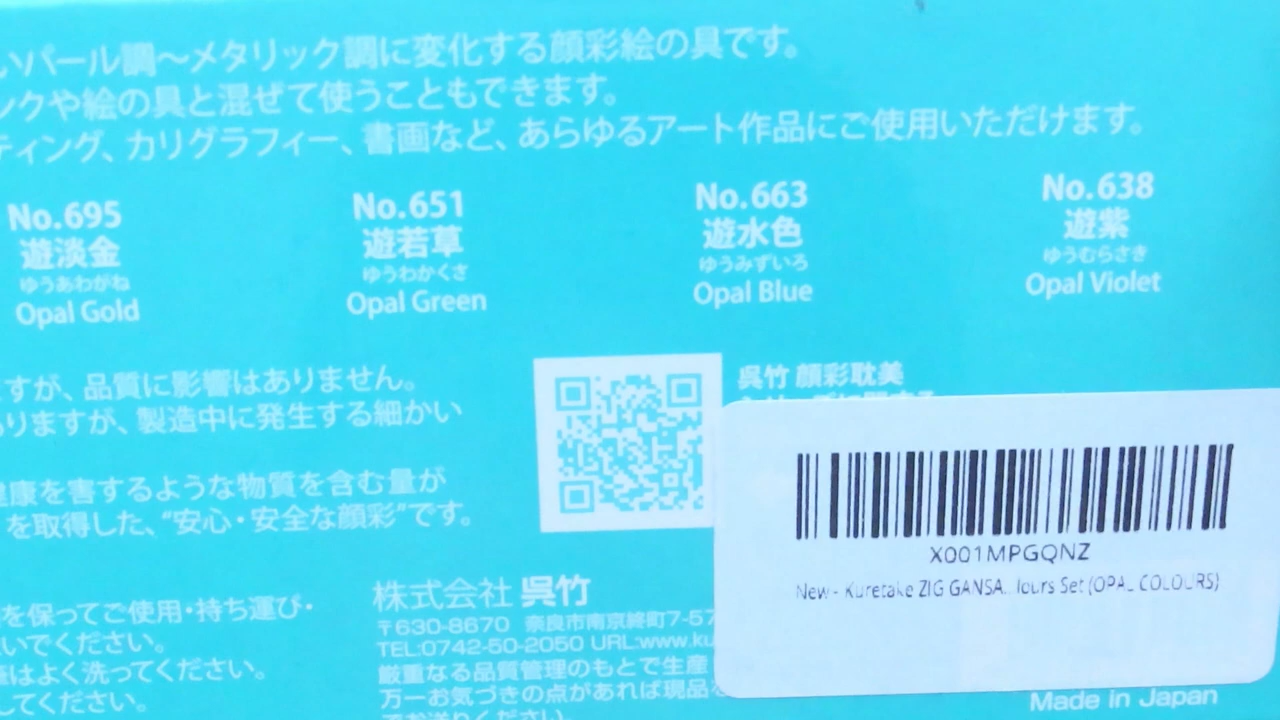 いパール調～メタリック調に変化する顔彩絵の具です。
ンクや絵の具と混ぜて使うこともできます。
ティング、カリグラフィー、書画など、あらゆるアート作品にご使用いただけます。
No.695
遊淡金
ゆうあわがね
Opal Gold
No.651
遊若草
ゆうわかくさ
Opal Green
No.663
遊水色
ゆうみずいろ
Opal Blue
No.638
遊紫
ゆうむらさき
Opal Violet
ますが、品質に影響はありません。
ありますが、製造中に発生する細かい
健康を害するような物質を含む量が
を取得した、“安心・安全な顔彩”です。
呉竹 顔彩耽美
X001MPGQNZ
New - Kuretake ZIG GANSA...lours Set (OPAL COLOURS)
を保ってご使用・持ち運び・
いでください。
はよく洗ってください。
してください。
株式会社 呉竹
〒630-8670 奈良市南京終町7-57
TEL:0742-50-2050 URL:www.ku
厳重なる品質管理のもとで生産
万一お気づきの点があれば現品を
でお送りください。
Made in Japan